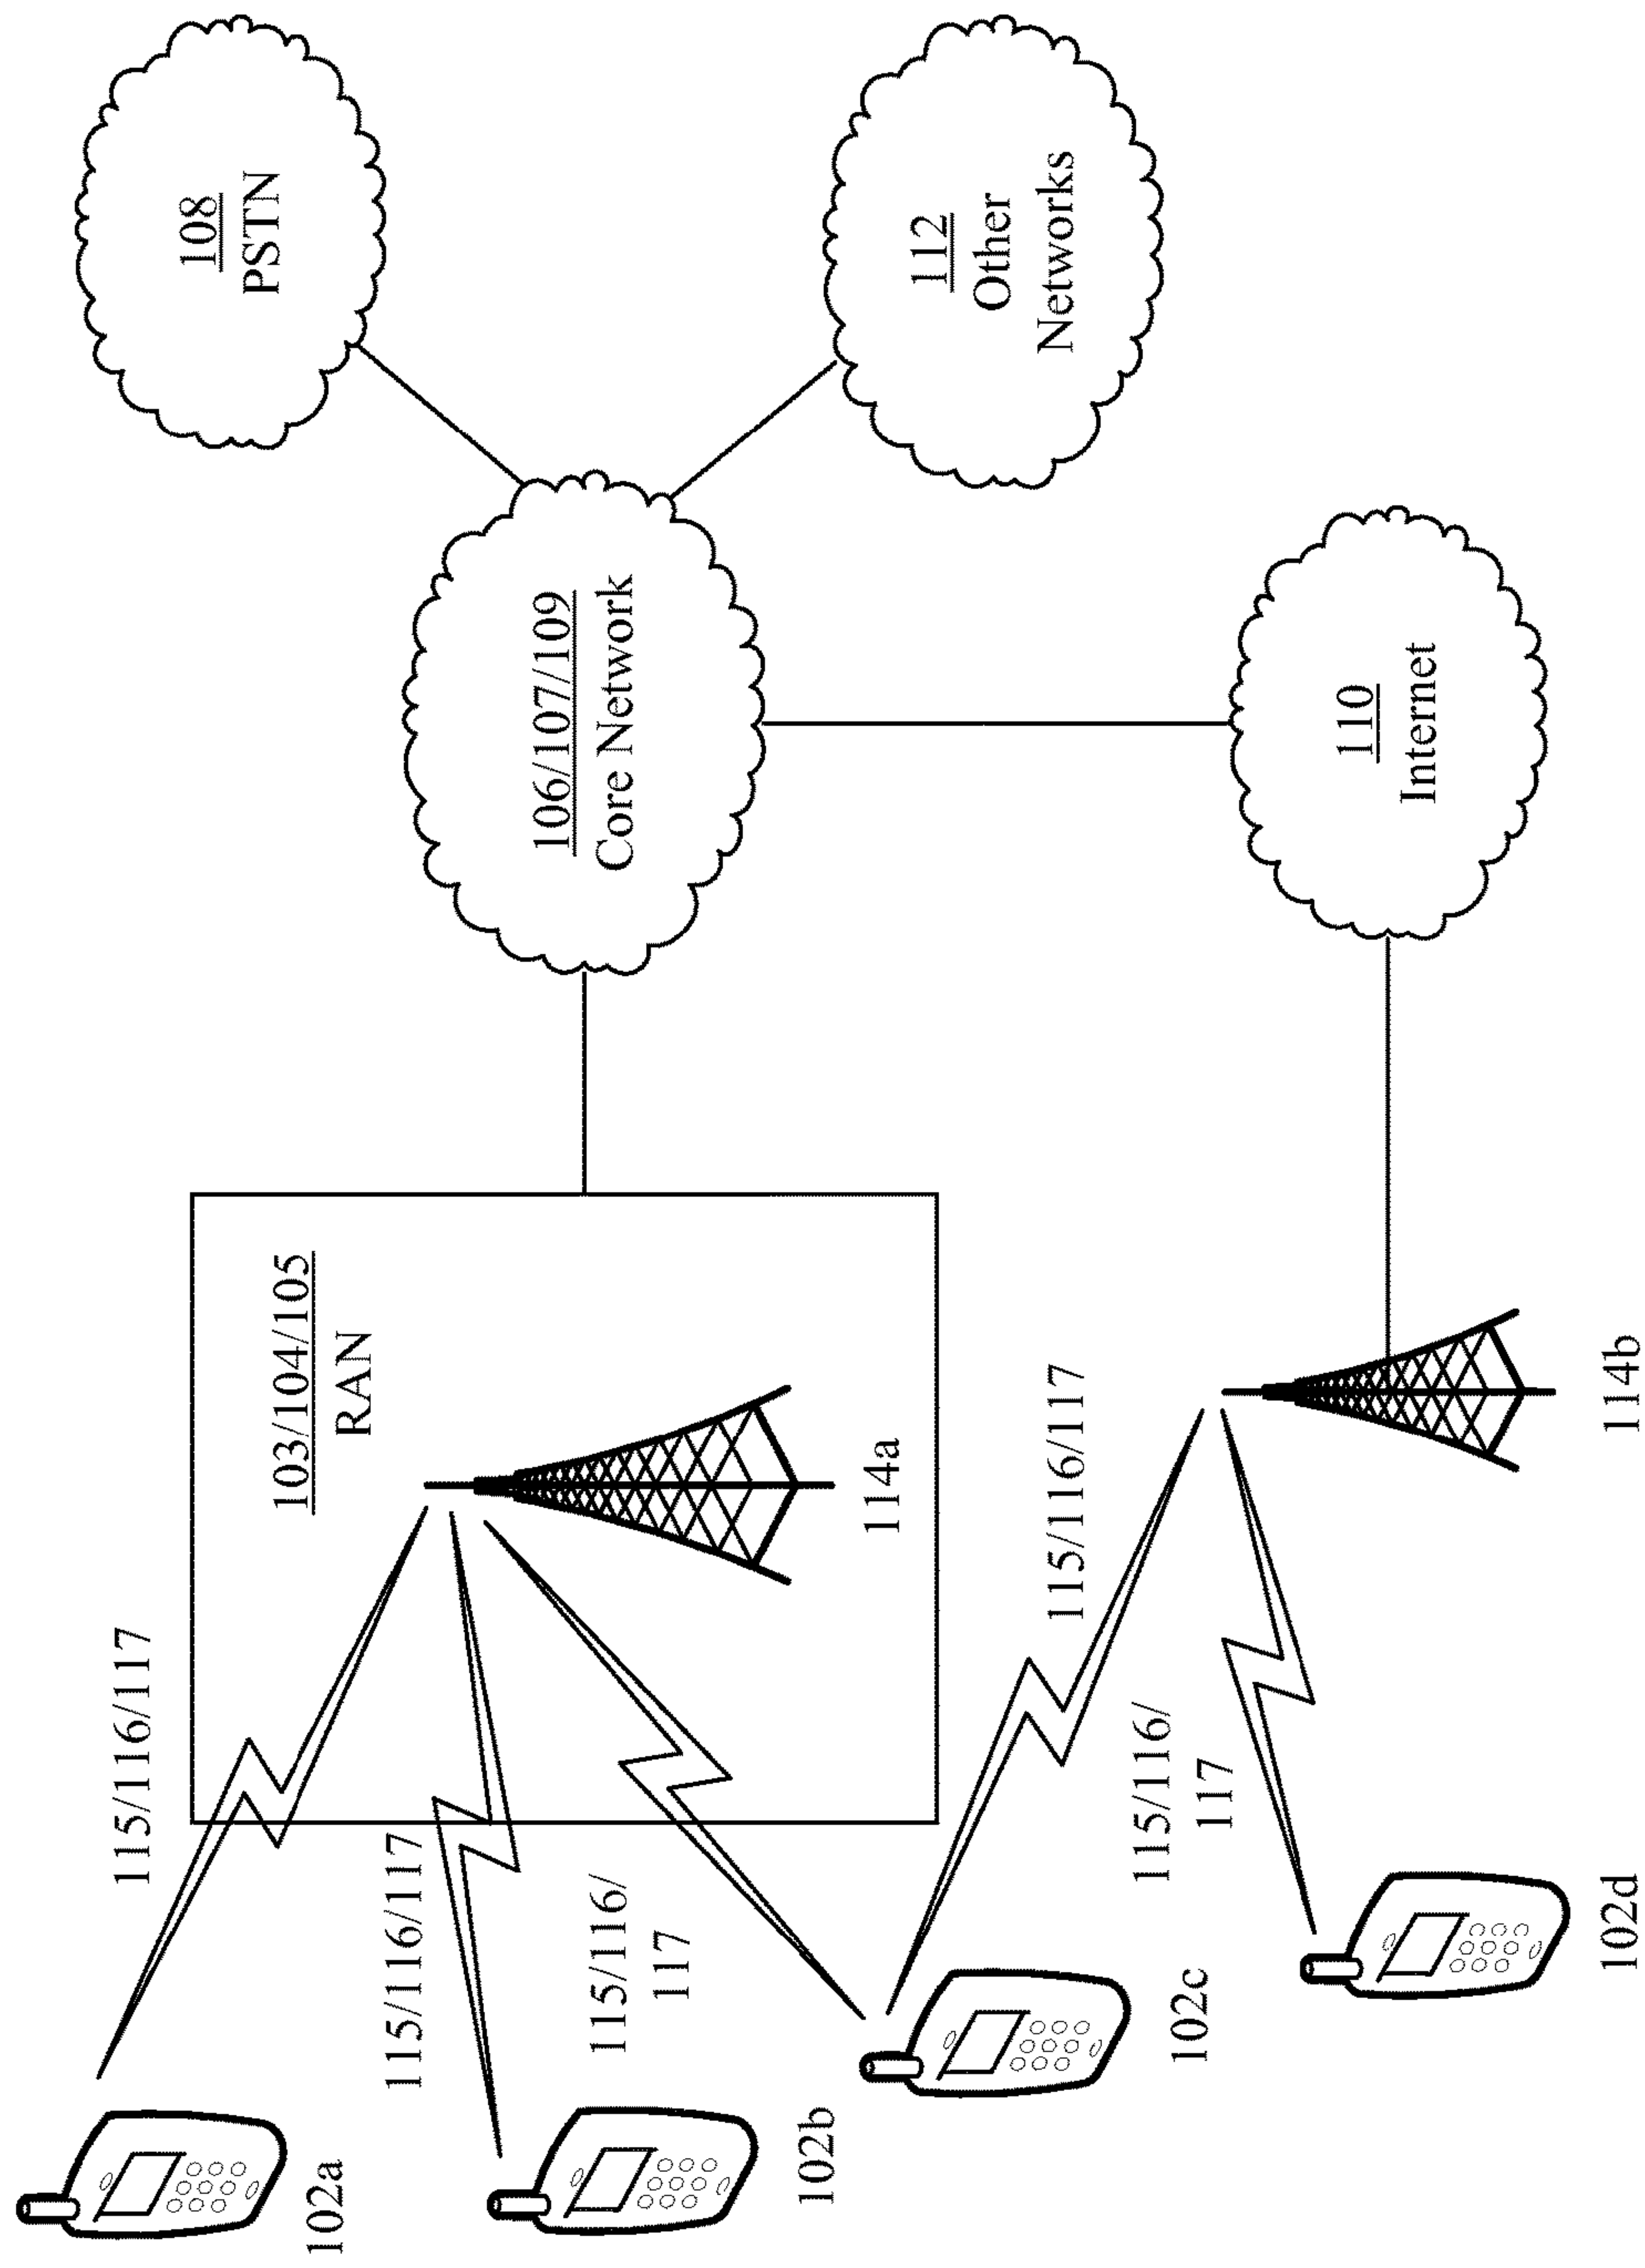 115/116/117
103/104/105
RAN
108
PSTN
102a
115/116/117
106/107/109
Core Network
115/116/
117
102b
114a
112
Other
Networks
115/116/117
102c
115/116/
117
110
Internet
102d
114b